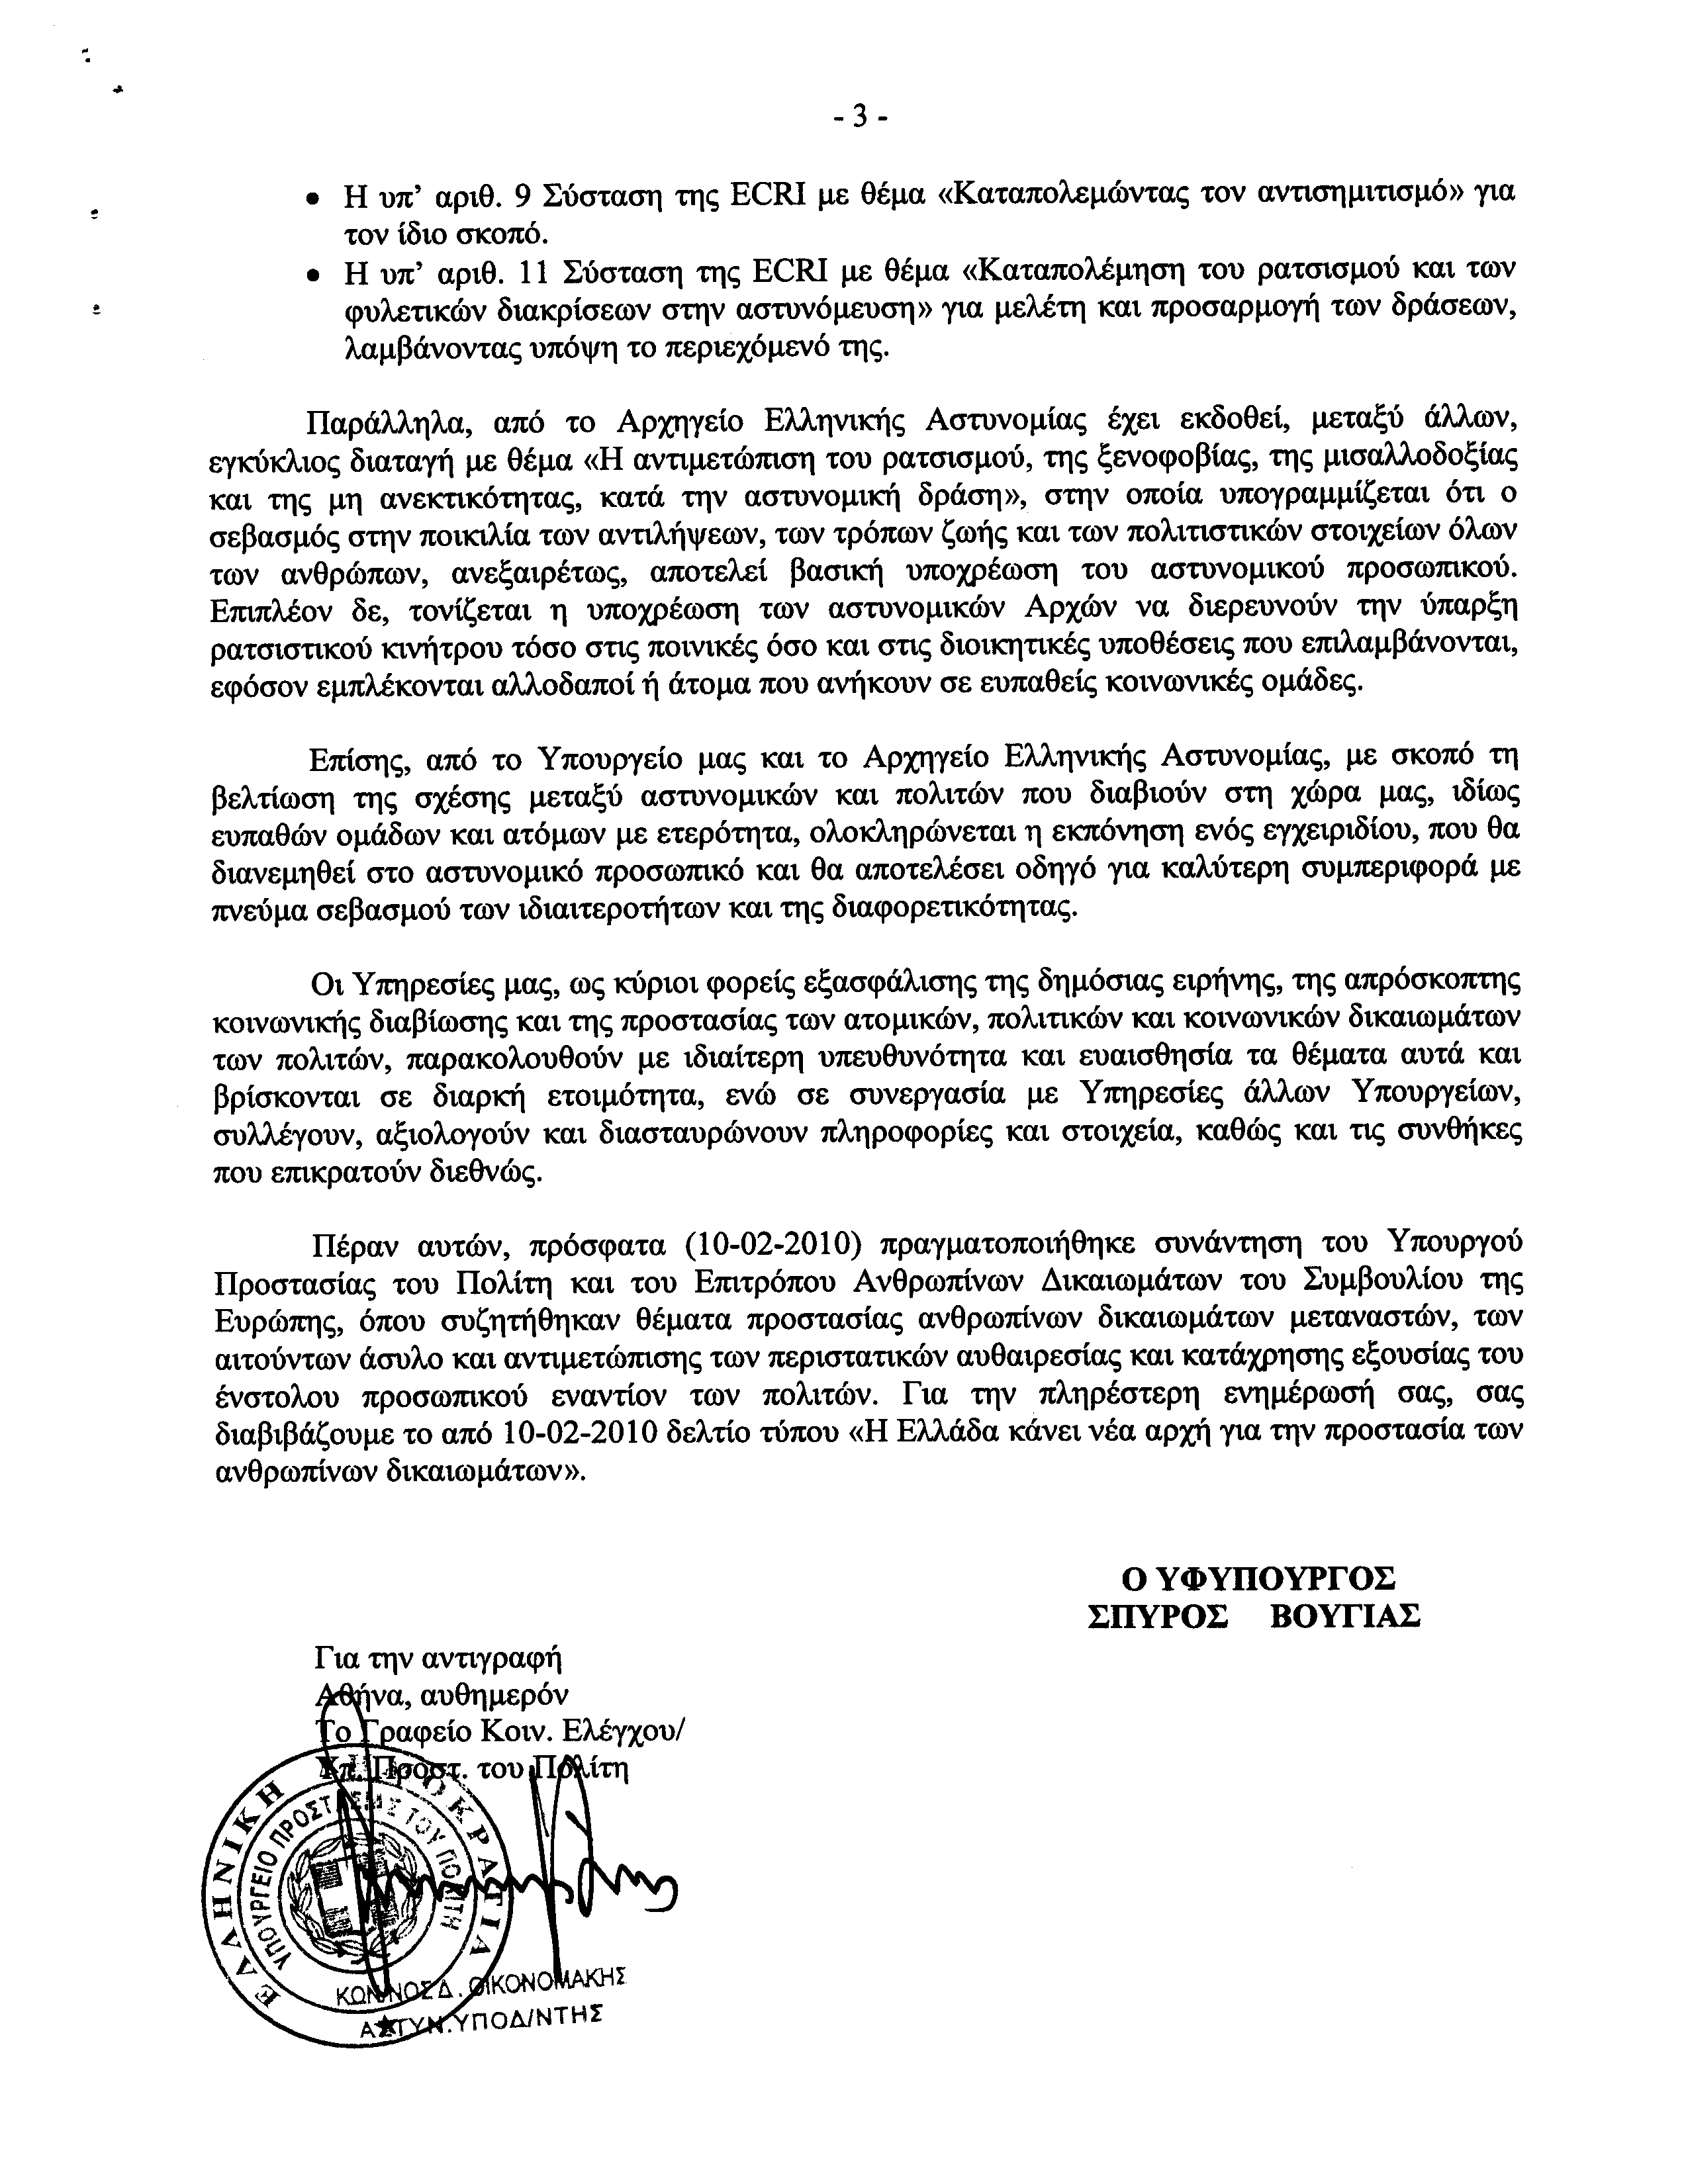 - 3 -
• Η υπ’ αριθ. 9 Σύσταση της ECRI με θέμα «Καταπολεμώντας τον αντισημιτισμό» για
τον ίδιο σκοπό.
• Η υπ’ αριθ. 11 Σύσταση της ECRI με θέμα «Καταπολέμηση του ρατσισμού και των
φυλετικών διακρίσεων στην αστυνόμευση» για μελέτη και προσαρμογή των δράσεων,
λαμβάνοντας υπόψη το περιεχόμενό της.
Παράλληλα, από το Αρχηγείο Ελληνικής Αστυνομίας έχει εκδοθεί, μεταξύ άλλων,
εγκύκλιος διαταγή με θέμα «Η αντιμετώπιση του ρατσισμού, της ξενοφοβίας, της μισαλλοδοξίας
και της μη ανεκτικότητας, κατά την αστυνομική δράση», στην οποία υπογραμμίζεται ότι ο
σεβασμός στην ποικιλία των αντιλήψεων, των τρόπων ζωής και των πολιτιστικών στοιχείων όλων
των ανθρώπων, ανεξαιρέτως, αποτελεί βασική υποχρέωση του αστυνομικού προσωπικού.
Επιπλέον δε, τονίζεται η υποχρέωση των αστυνομικών Αρχών να διερευνούν την ύπαρξη
ρατσιστικού κινήτρου τόσο στις ποινικές όσο και στις διοικητικές υποθέσεις που επιλαμβάνονται,
εφόσον εμπλέκονται αλλοδαποί ή άτομα που ανήκουν σε ευπαθείς κοινωνικές ομάδες.
Επίσης, από το Υπουργείο μας και το Αρχηγείο Ελληνικής Αστυνομίας, με σκοπό τη
βελτίωση της σχέσης μεταξύ αστυνομικών και πολιτών που διαβιούν στη χώρα μας, ιδίως
ευπαθών ομάδων και ατόμων με ετερότητα, ολοκληρώνεται η εκπόνηση ενός εγχειριδίου, που θα
διανεμηθεί στο αστυνομικό προσωπικό και θα αποτελέσει οδηγό για καλύτερη συμπεριφορά με
πνεύμα σεβασμού των ιδιαιτεροτήτων και της διαφορετικότητας.
Οι Υπηρεσίες μας, ως κύριοι φορείς εξασφάλισης της δημόσιας ειρήνης, της απρόσκοπτης
κοινωνικής διαβίωσης και της προστασίας των ατομικών, πολιτικών και κοινωνικών δικαιωμάτων
των πολιτών, παρακολουθούν με ιδιαίτερη υπευθυνότητα και ευαισθησία τα θέματα αυτά και
βρίσκονται σε διαρκή ετοιμότητα, ενώ σε συνεργασία με Υπηρεσίες άλλων Υπουργείων,
συλλέγουν, αξιολογούν και διασταυρώνουν πληροφορίες και στοιχεία, καθώς και τις συνθήκες
που επικρατούν διεθνώς.
Πέραν αυτών, πρόσφατα (10-02-2010) πραγματοποιήθηκε συνάντηση του Υπουργού
Προστασίας του Πολίτη και του Επιτρόπου Ανθρωπίνων Δικαιωμάτων του Συμβουλίου της
Ευρώπης, όπου συζητήθηκαν θέματα προστασίας ανθρωπίνων δικαιωμάτων μεταναστών, των
αιτούντων άσυλο και αντιμετώπισης των περιστατικών αυθαιρεσίας και κατάχρησης εξουσίας του
ένστολου προσωπικού εναντίον των πολιτών. Για την πληρέστερη ενημέρωσή σας, σας
διαβιβάζουμε το από 10-02-2010 δελτίο τύπου «Η Ελλάδα κάνει νέα αρχή για την προστασία των
ανθρωπίνων δικαιωμάτων».
Ο ΥΦΥΠΟΥΡΓΟΣ
ΣΠΥΡΟΣ ΒΟΥΓΙΑΣ
Για την αντιγραφή
Αθήνα, αυθημερόν
Το Γραφείο Κοιν. Ελέγχου/
Υπ. Προστ. του Πολίτη
ΕΛΛΗΝΙΚΗ ΔΗΜΟΚΡΑΤΙΑ
ΥΠΟΥΡΓΕΙΟ ΠΡΟΣΤΑΣΙΑΣ ΤΟΥ ΠΟΛΙΤΗ
ΚΩΝ/ΝΟΣ Δ. ΟΙΚΟΝΟΜΑΚΗΣ
ΑΣΤΥΝ. ΥΠΟΔ/ΝΤΗΣ